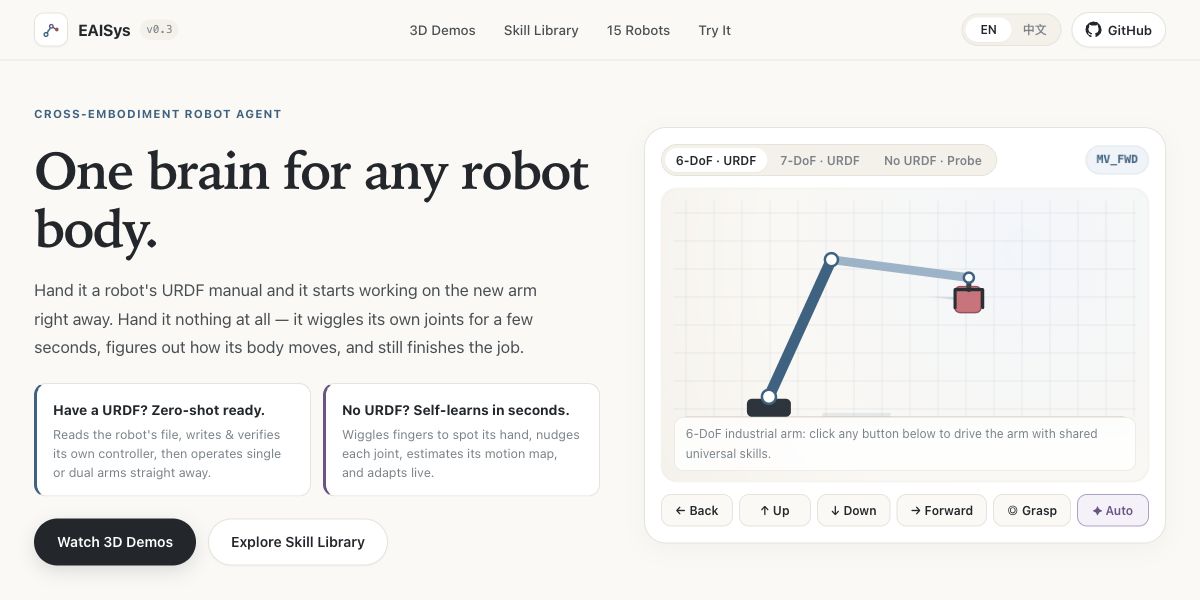 EAISys v0.3
3D Demos Skill Library 15 Robots Try It
EN 中文 GitHub
CROSS-EMBODIMENT ROBOT AGENT
One brain for any robot
body.
Hand it a robot's URDF manual and it starts working on the new arm
right away. Hand it nothing at all — it wiggles its own joints for a few
seconds, figures out how its body moves, and still finishes the job.
Have a URDF? Zero-shot ready.
Reads the robot's file, writes & verifies
its own controller, then operates single
or dual arms straight away.
No URDF? Self-learns in seconds.
Wiggles fingers to spot its hand, nudges
each joint, estimates its motion map,
and adapts live.
Watch 3D Demos
Explore Skill Library
6-DoF · URDF 7-DoF · URDF No URDF · Probe
MV_FWD
6-DoF industrial arm: click any button below to drive the arm with shared
universal skills.
← Back ↑ Up ↓ Down → Forward ◎ Grasp ✦ Auto